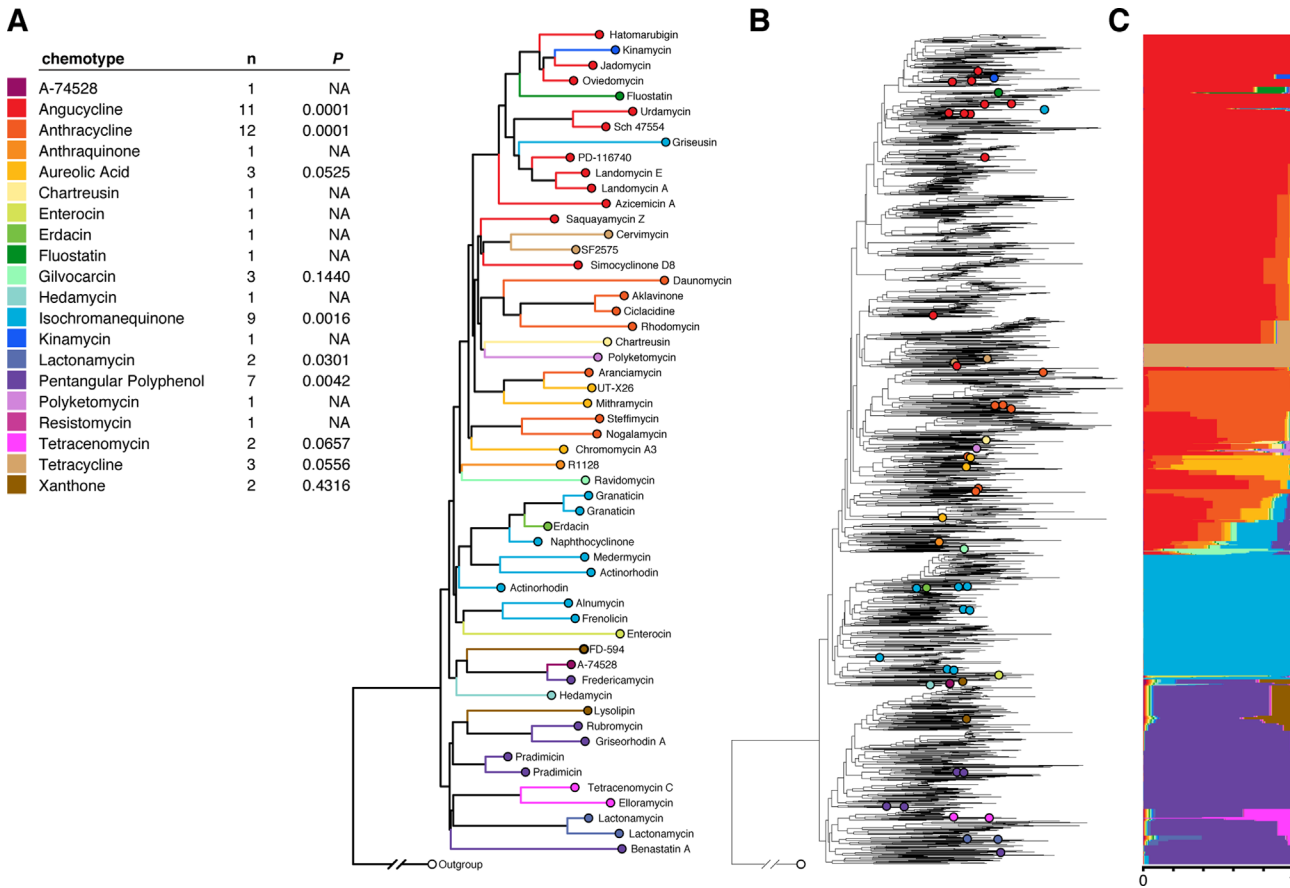 A
B
C
chemotype n P
A-74528 1 NA
Angucycline 11 0.0001
Anthracycline 12 0.0001
Anthraquinone 1 NA
Aureolic Acid 3 0.0525
Chartreusin 1 NA
Enterocin 1 NA
Erdacin 1 NA
Fluostatin 1 NA
Gilvocarcin 3 0.1440
Hedamycin 1 NA
Isochromanequinone 9 0.0016
Kinamycin 1 NA
Lactonamycin 2 0.0301
Pentangular Polyphenol 7 0.0042
Polyketomycin 1 NA
Resistomycin 1 NA
Tetracenomycin 2 0.0657
Tetracycline 3 0.0556
Xanthone 2 0.4316
Hatomarubigin
Kinamycin
Jadomycin
Oviedomycin
Fluostatin
Urdamycin
Sch 47554
Griseusin
PD-116740
Landomycin E
Landomycin A
Azicemicin A
Saquayamycin Z
Cervimycin
SF2575
Simocyclinone D8
Daunomycin
Aklavinone
Ciclacidine
Rhodomycin
Chartreusin
Polyketomycin
Aranciamycin
UT-X26
Mithramycin
Steffimycin
Nogalamycin
Chromomycin A3
R1128
Ravidomycin
Granaticin
Granaticin
Erdacin
Naphthocyclinone
Medermycin
Actinorhodin
Actinorhodin
Alnumycin
Frenolicin
Enterocin
FD-594
A-74528
Fredericamycin
Hedamycin
Lysolipin
Rubromycin
Griseorhodin A
Pradimicin
Pradimicin
Tetracenomycin C
Elloramycin
Lactonamycin
Lactonamycin
Benastatin A
Outgroup
0